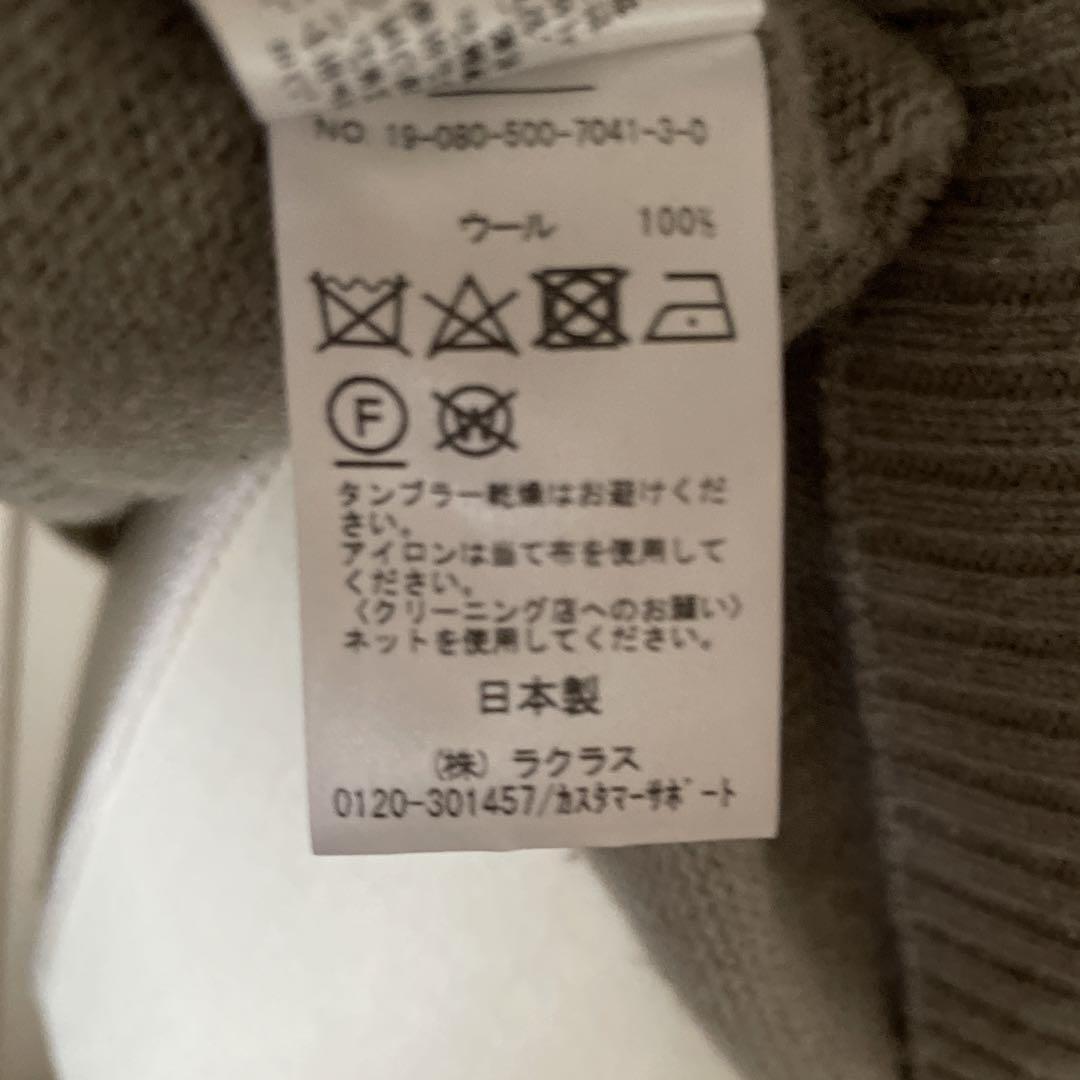 No 19-080-500-7041-3-0
ウール 100%
F W
タンブラー乾燥はお避けくだ
さい。
アイロンは当て布を使用して
ください。
〈クリーニング店へのお願い〉
ネットを使用してください。
日本製
(株) ラクラス
0120-301457/ｶｽﾀﾏｰｻﾎﾟｰﾄ